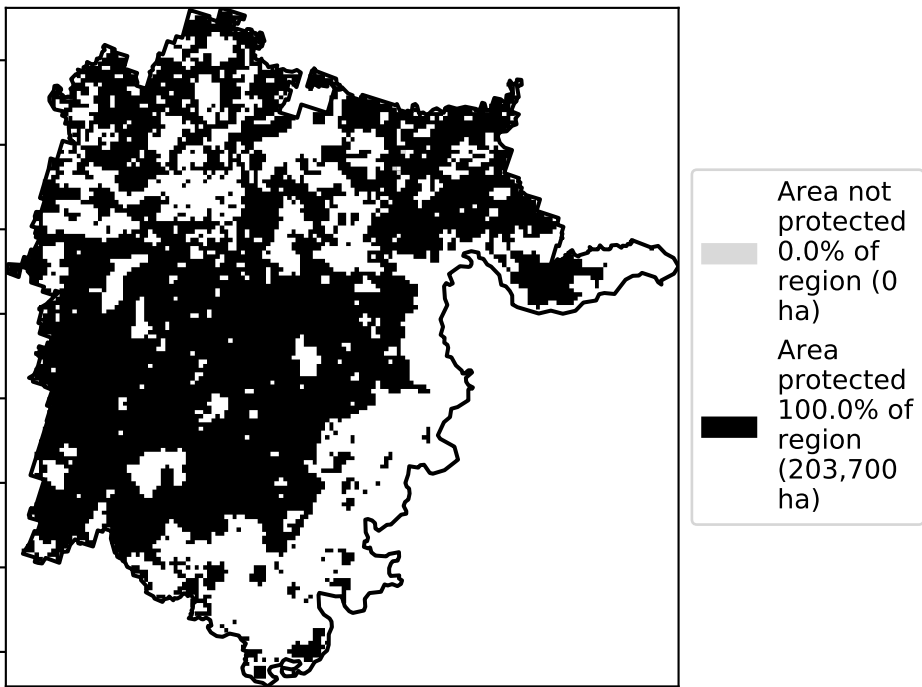 Area not
protected
0.0% of
region (0
ha)
Area
protected
100.0% of
region
(203,700
ha)